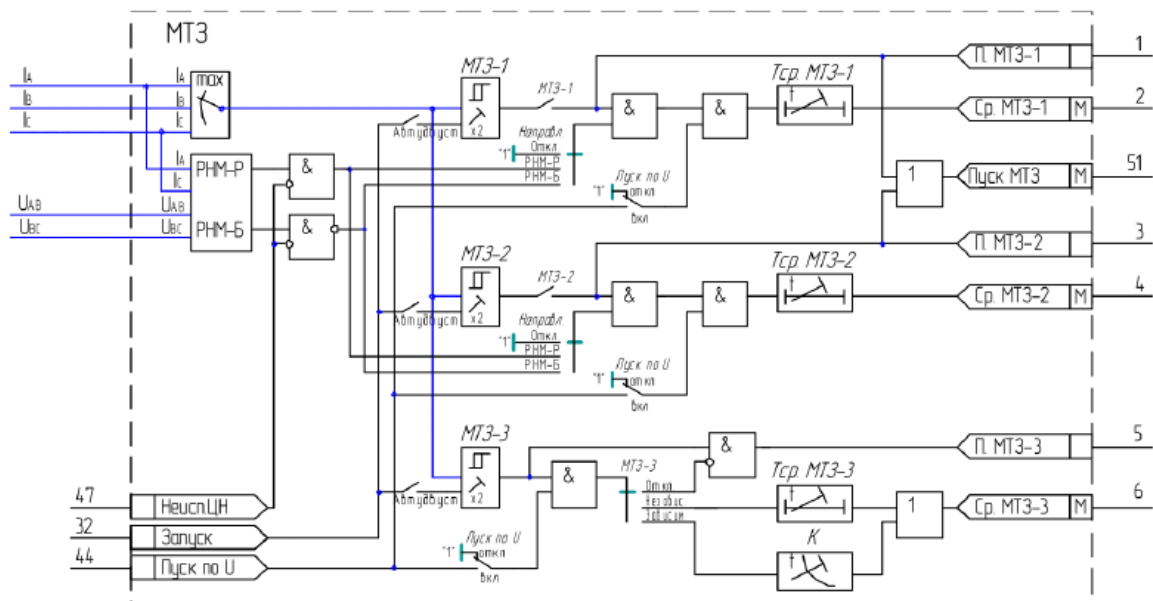 МТЗ
1
IA
IA
max
МТЗ-1
Тср. МТЗ-1
П. МТЗ-1
IB
IB
МТЗ-1
2
IC
IC
&
&
t
Ср. МТЗ-1
М
Автудвуст
x2
Направл.
Откл
"1"
РНМ-Р
РНМ-Б
51
IA
РНМ-Р
&
1
Пуск МТЗ
М
IC
Пуск по U
"1"
откл
UAB
UAB
вкл
UBC
UBC
РНМ-Б
&
3
П. МТЗ-2
МТЗ-2
Тср. МТЗ-2
МТЗ-2
4
&
&
t
Ср. МТЗ-2
М
Автудвуст
x2
Направл.
Откл
"1"
РНМ-Р
РНМ-Б
Пуск по U
"1"
откл
вкл
МТЗ-3
5
&
П. МТЗ-3
МТЗ-3
Тср. МТЗ-3
&
Откл
Независ
6
47
НеиспЦН
Автудвуст
x2
Зависим
t
1
Ср. МТЗ-3
М
32
Запуск
К
44
Пуск по U
Пуск по U
"1"
откл
t
вкл